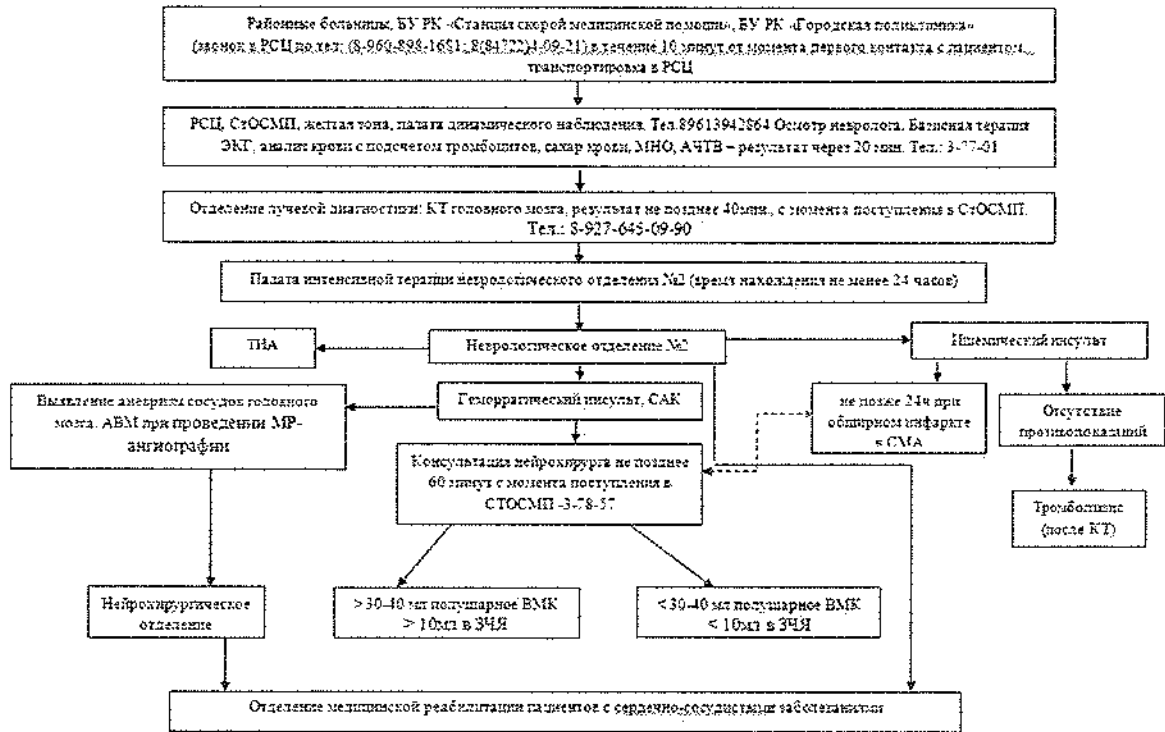 Районные больницы, БУ РК «Станция скорой медицинской помощи», БУ РК «Городская поликлиника»
(звонок в РСЦ по тел: (8-960-898-1681; 8(84722)4-09-21) в течение 10 минут от момента первого контакта с пациентом,
транспортировка в РСЦ
РСЦ, СтОСМП, желтая зона, палата динамического наблюдения. Тел.89613942864 Осмотр невролога. Базисная терапия
ЭКГ, анализ крови с подсчетом тромбоцитов, сахар крови, МНО, АЧТВ – результат через 20 мин. Тел.: 3-77-01
Отделение лучевой диагностики: КТ головного мозга, результат не позднее 40мин., с момента поступления в СтОСМП.
Тел.: 8-927-645-09-90
Палата интенсивной терапии неврологического отделения №2 (время нахождения не менее 24 часов)
ТИА
Неврологическое отделение №2
Ишемический инсульт
Выявление аневризм сосудов головного
мозга, АВМ при проведении МР-
ангиографии
Геморрагический инсульт, САК
не позже 24ч при
обширном инфаркте
в СМА
Отсутствие
противопоказаний
Консультация нейрохирурга не позднее
60 минут с момента поступления в
СТОСМП -3-78-57
Тромболизис
(после КТ)
Нейрохирургическое
отделение
> 30-40 мл полушарное ВМК
> 10мл в ЗЧЯ
< 30-40 мл полушарное ВМК
< 10мл в ЗЧЯ
Отделение медицинской реабилитации пациентов с сердечно-сосудистыми заболеваниями